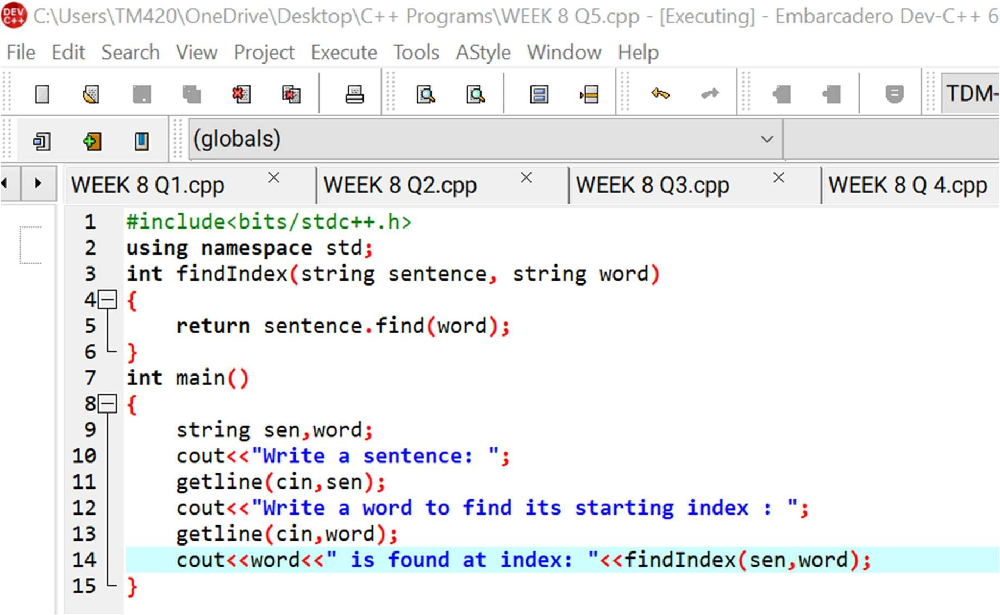 DEV C++ C:\Users\TM420\OneDrive\Desktop\C++ Programs\WEEK 8 Q5.cpp - [Executing] - Embarcadero Dev-C++ 6
File Edit Search View Project Execute Tools AStyle Window Help
TDM-
(globals)
WEEK 8 Q1.cpp WEEK 8 Q2.cpp WEEK 8 Q3.cpp WEEK 8 Q 4.cpp
1 #include<bits/stdc++.h>
2 using namespace std;
3 int findIndex(string sentence, string word)
4 {
5     return sentence.find(word);
6 }
7 int main()
8 {
9     string sen,word;
10     cout<<"Write a sentence: ";
11     getline(cin,sen);
12     cout<<"Write a word to find its starting index : ";
13     getline(cin,word);
14     cout<<word<<" is found at index: "<<findIndex(sen,word);
15 }